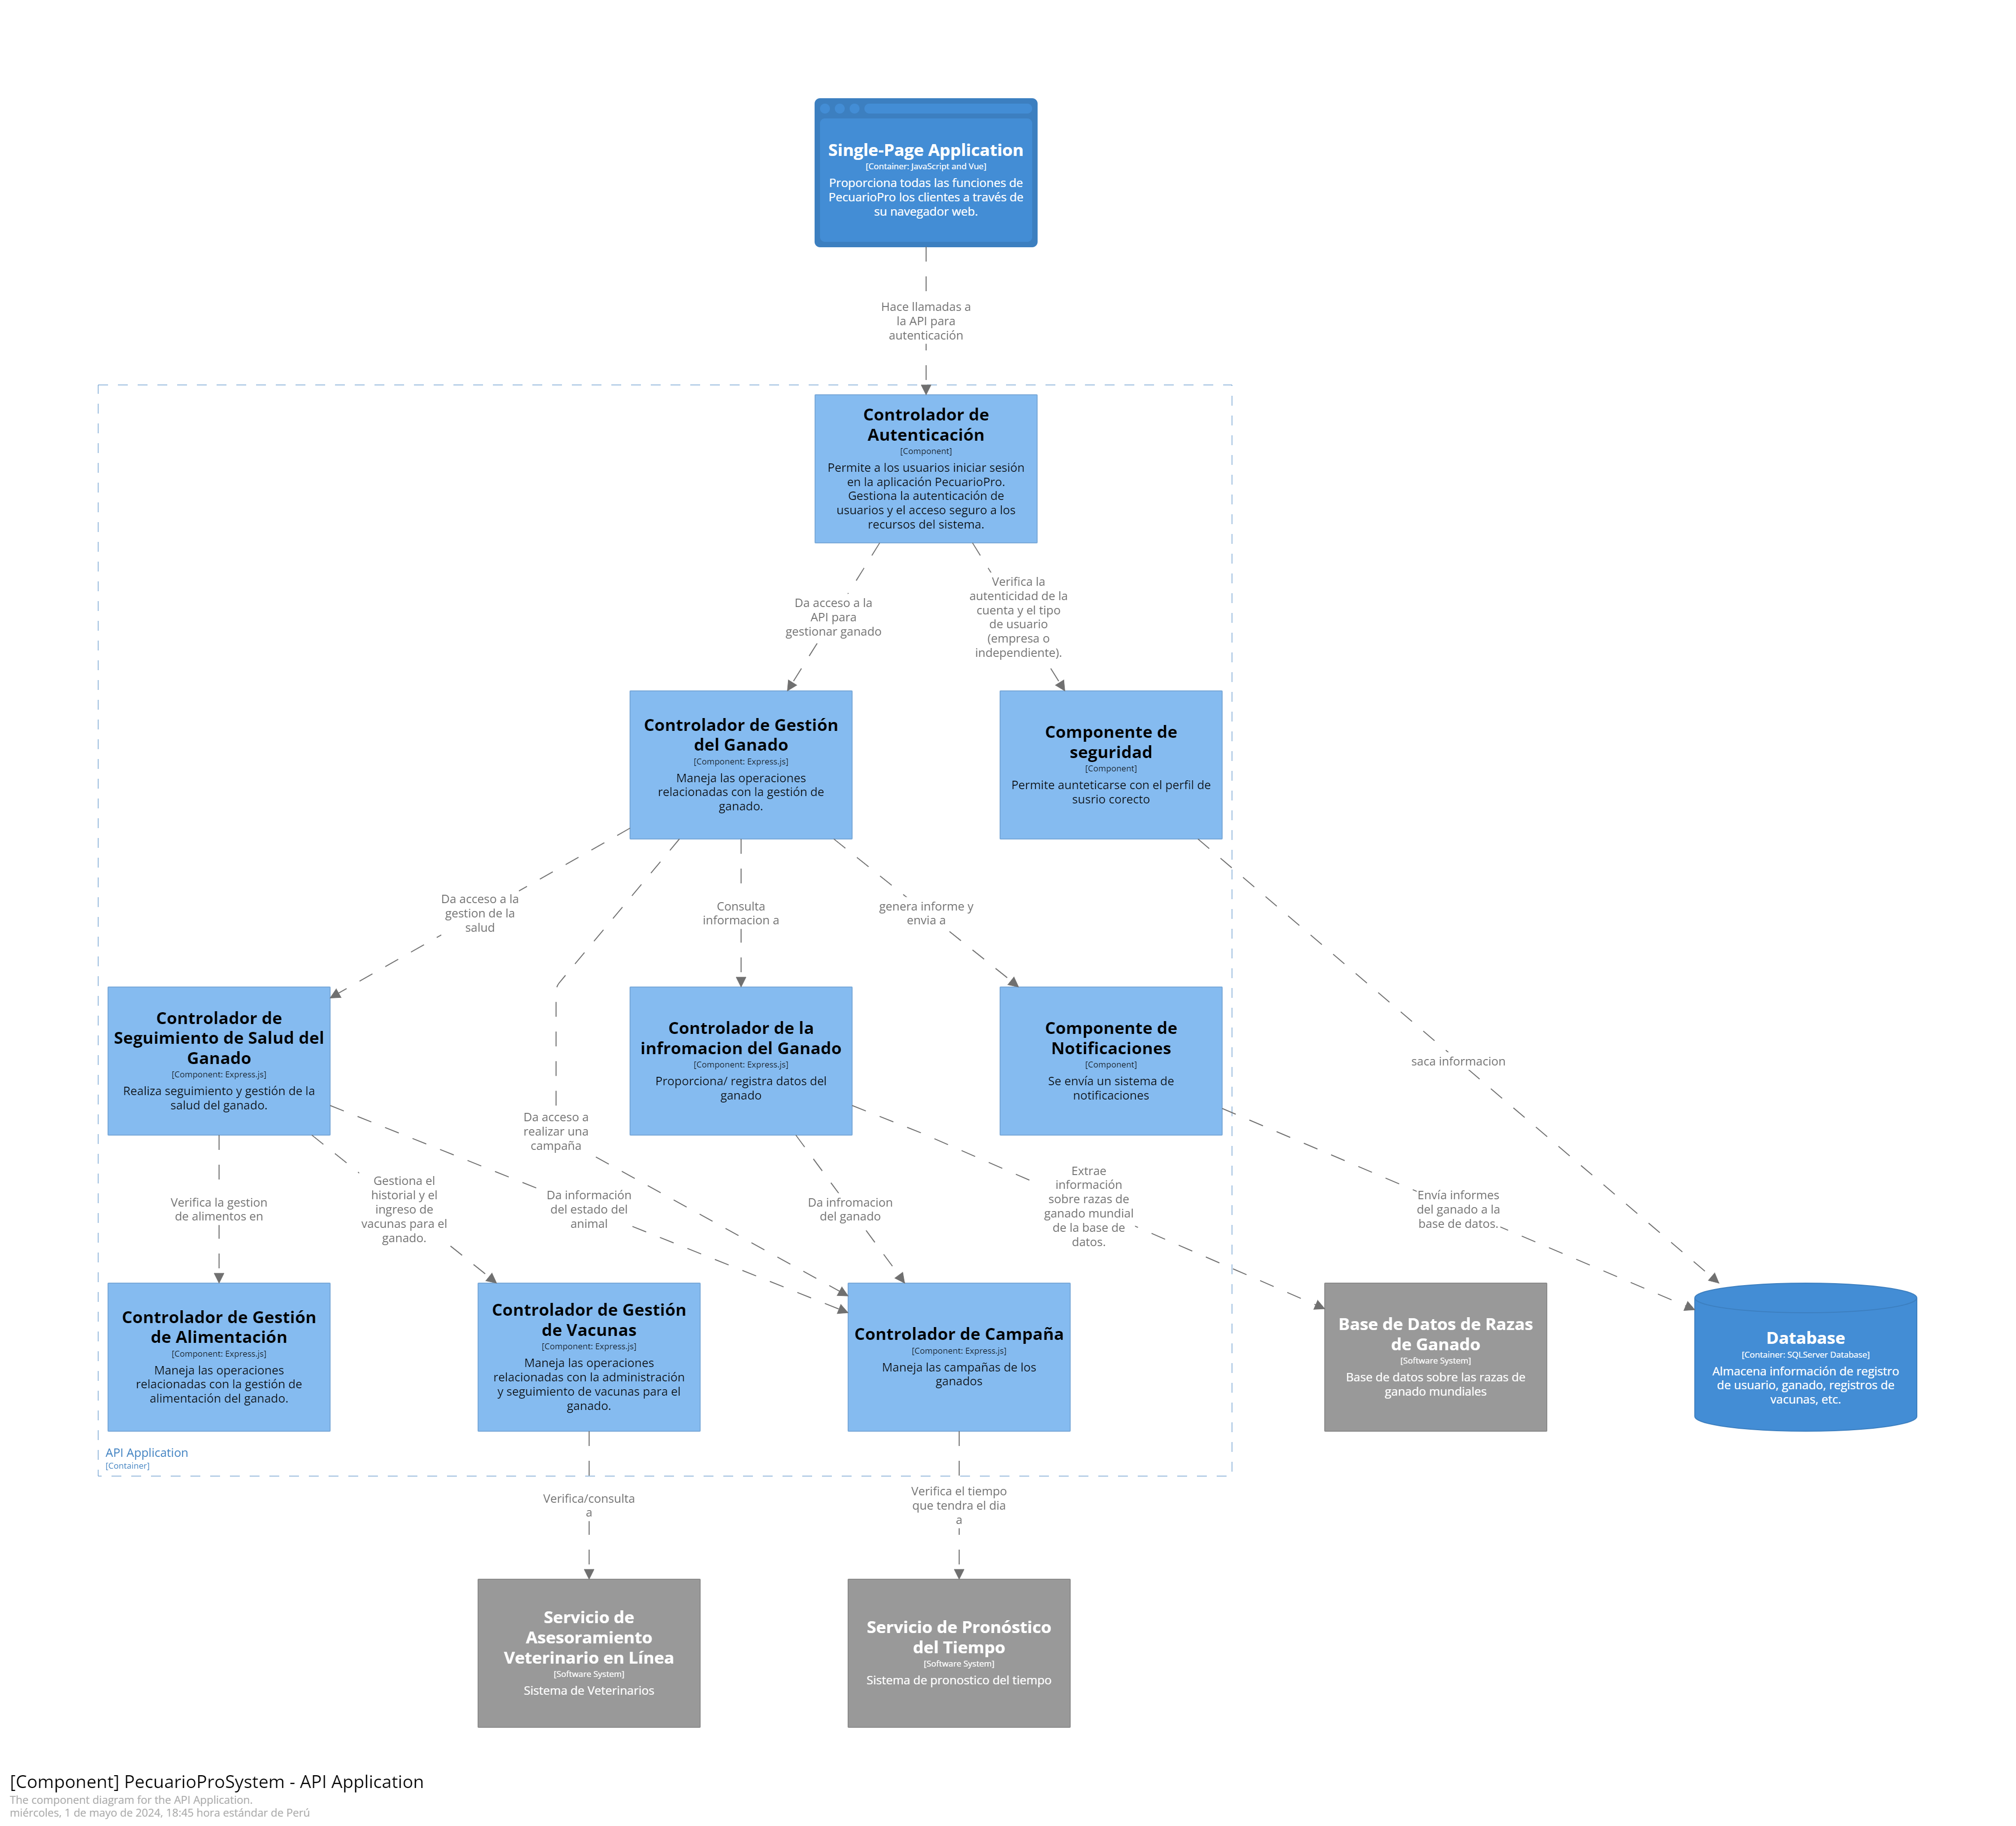 Single-Page Application
[Container: JavaScript and Vue]
Proporciona todas las funciones de
PecuarioPro los clientes a través de
su navegador web.
Hace llamadas a
la API para
autenticación
Controlador de
Autenticación
[Component]
Permite a los usuarios iniciar sesión
en la aplicación PecuarioPro.
Gestiona la autenticación de
usuarios y el acceso seguro a los
recursos del sistema.
Da acceso a la
API para
gestionar ganado
Verifica la
autenticidad de la
cuenta y el tipo
de usuario
(empresa o
independiente).
Controlador de Gestión
del Ganado
[Component: Express.js]
Maneja las operaciones
relacionadas con la gestión de
ganado.
Componente de
seguridad
[Component]
Permite aunteticarse con el perfil de
susrio corecto
Da acceso a la
gestion de la
salud
Consulta
informacion a
genera informe y
envia a
Controlador de
Seguimiento de Salud del
Ganado
[Component: Express.js]
Realiza seguimiento y gestión de la
salud del ganado.
Controlador de la
infromacion del Ganado
[Component: Express.js]
Proporciona/ registra datos del
ganado
Componente de
Notificaciones
[Component]
Se envía un sistema de
notificaciones
saca informacion
Da acceso a
realizar una
campaña
Verifica la gestion
de alimentos en
Gestiona el
historial y el
ingreso de
vacunas para el
ganado.
Da información
del estado del
animal
Da infromacion
del ganado
Extrae
información
sobre razas de
ganado mundial
de la base de
datos.
Envía informes
del ganado a la
base de datos.
Controlador de Gestión
de Alimentación
[Component: Express.js]
Maneja las operaciones
relacionadas con la gestión de
alimentación del ganado.
Controlador de Gestión
de Vacunas
[Component: Express.js]
Maneja las operaciones
relacionadas con la administración
y seguimiento de vacunas para el
ganado.
Controlador de Campaña
[Component: Express.js]
Maneja las campañas de los
ganados
Base de Datos de Razas
de Ganado
[Software System]
Base de datos sobre las razas de
ganado mundiales
Database
[Container: SQLServer Database]
Almacena información de registro
de usuario, ganado, registros de
vacunas, etc.
API Application
[Container]
Verifica/consulta
a
Verifica el tiempo
que tendra el dia
a
Servicio de
Asesoramiento
Veterinario en Línea
[Software System]
Sistema de Veterinarios
Servicio de Pronóstico
del Tiempo
[Software System]
Sistema de pronostico del tiempo
[Component] PecuarioProSystem - API Application
The component diagram for the API Application.
miércoles, 1 de mayo de 2024, 18:45 hora estándar de Perú